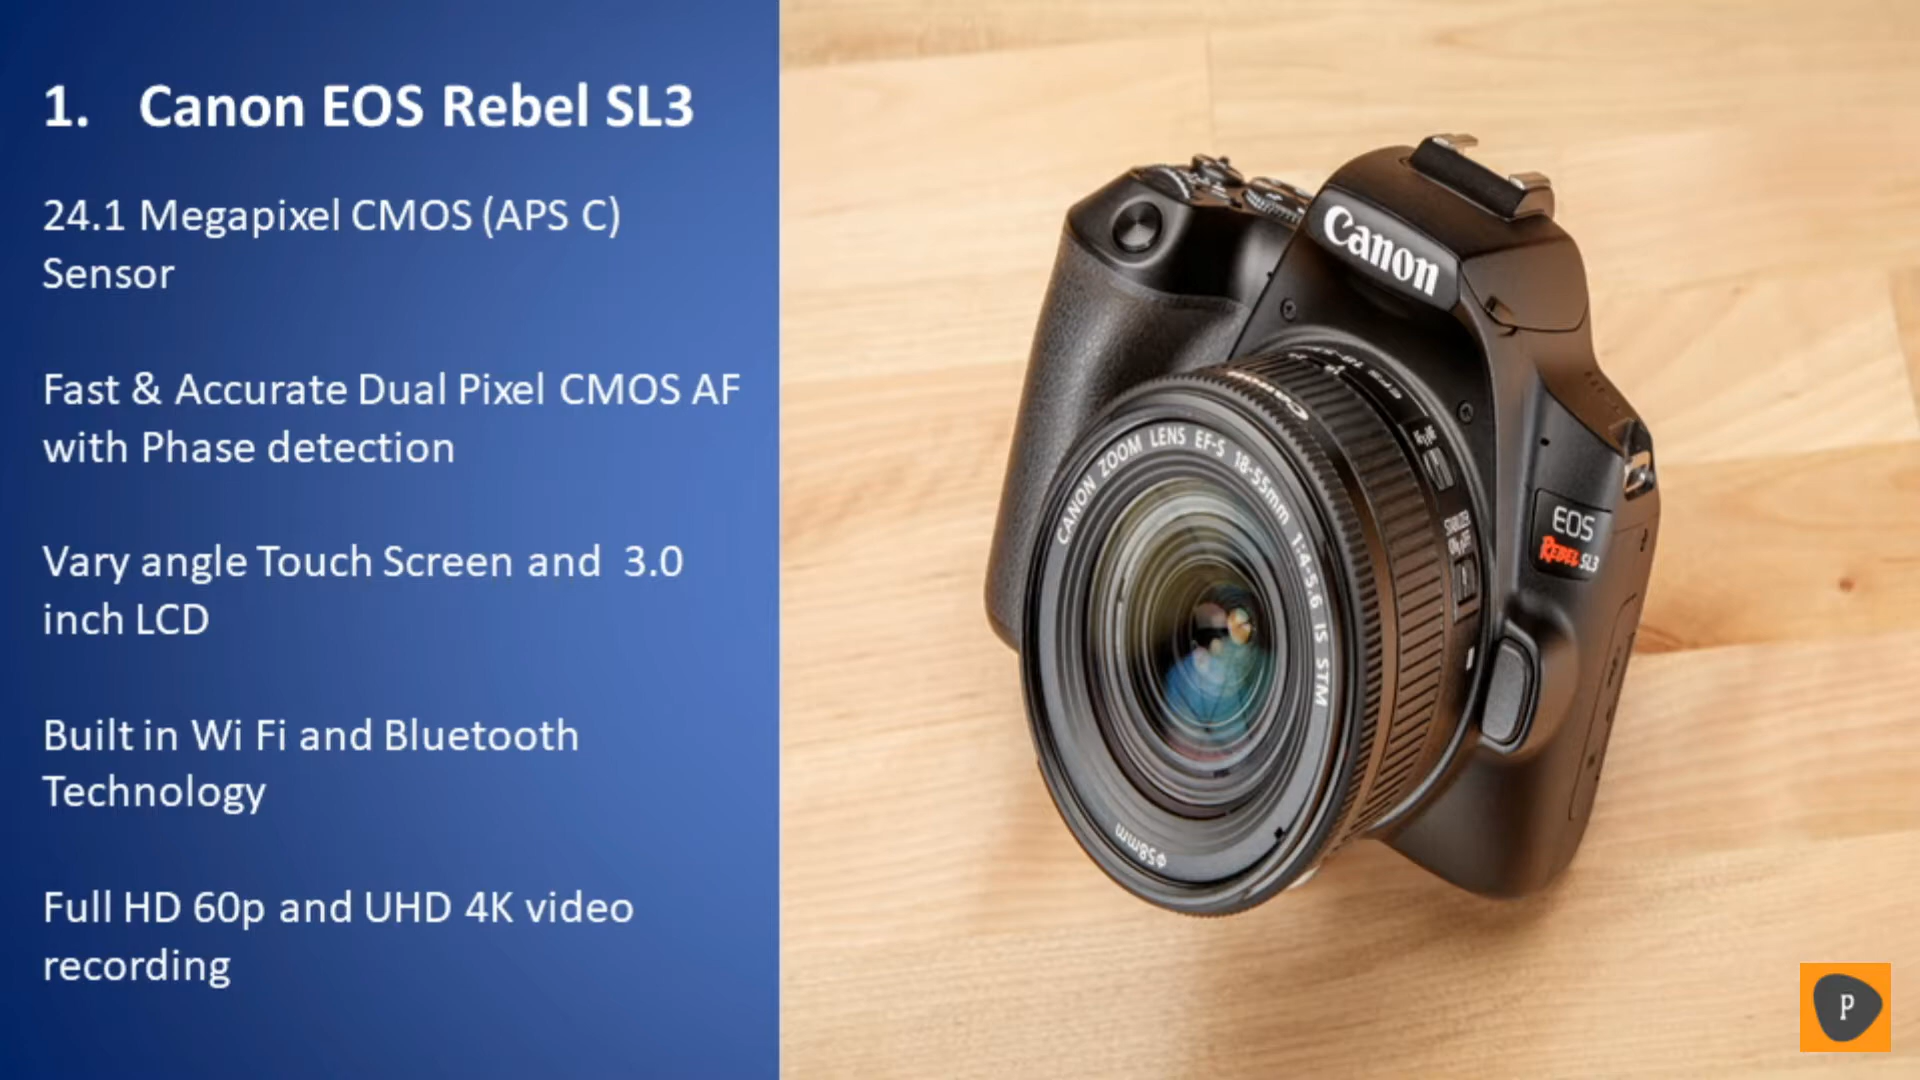 1. Canon EOS Rebel SL3
24.1 Megapixel CMOS (APS C)
Sensor
Fast & Accurate Dual Pixel CMOS AF
with Phase detection
Vary angle Touch Screen and 3.0
inch LCD
Built in Wi Fi and Bluetooth
Technology
Full HD 60p and UHD 4K video
recording
Canon
CANON ZOOM LENS EF-S 18-55mm 1:4-5.6 IS STM
Φ58mm
Canon
STABILIZER
EOS
REBEL SL3
P